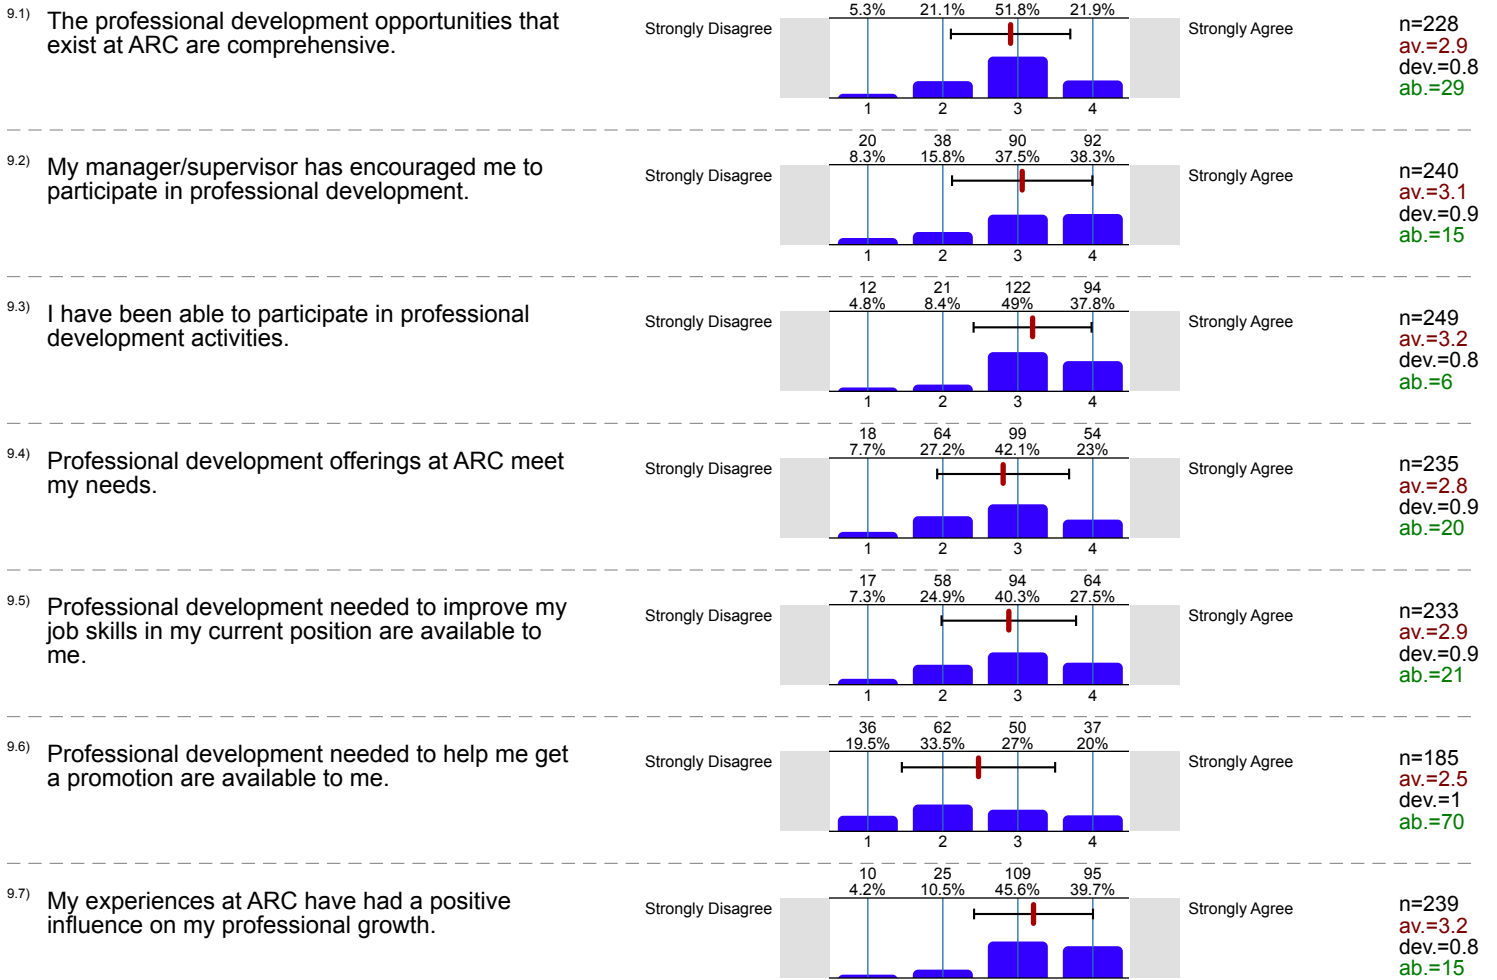 5.3% 21.1% 51.8% 21.9%
9.1) The professional development opportunities that
exist at ARC are comprehensive.
Strongly Disagree
Strongly Agree
1 2 3 4
n=228
av.=2.9
dev.=0.8
ab.=29
20 38 90 92
8.3% 15.8% 37.5% 38.3%
9.2) My manager/supervisor has encouraged me to
participate in professional development.
Strongly Disagree
Strongly Agree
1 2 3 4
n=240
av.=3.1
dev.=0.9
ab.=15
12 21 122 94
4.8% 8.4% 49% 37.8%
9.3) I have been able to participate in professional
development activities.
Strongly Disagree
Strongly Agree
1 2 3 4
n=249
av.=3.2
dev.=0.8
ab.=6
18 64 99 54
7.7% 27.2% 42.1% 23%
9.4) Professional development offerings at ARC meet
my needs.
Strongly Disagree
Strongly Agree
1 2 3 4
n=235
av.=2.8
dev.=0.9
ab.=20
17 58 94 64
7.3% 24.9% 40.3% 27.5%
9.5) Professional development needed to improve my
job skills in my current position are available to
me.
Strongly Disagree
Strongly Agree
1 2 3 4
n=233
av.=2.9
dev.=0.9
ab.=21
36 62 50 37
19.5% 33.5% 27% 20%
9.6) Professional development needed to help me get
a promotion are available to me.
Strongly Disagree
Strongly Agree
1 2 3 4
n=185
av.=2.5
dev.=1
ab.=70
10 25 109 95
4.2% 10.5% 45.6% 39.7%
9.7) My experiences at ARC have had a positive
influence on my professional growth.
Strongly Disagree
Strongly Agree
n=239
av.=3.2
dev.=0.8
ab.=15